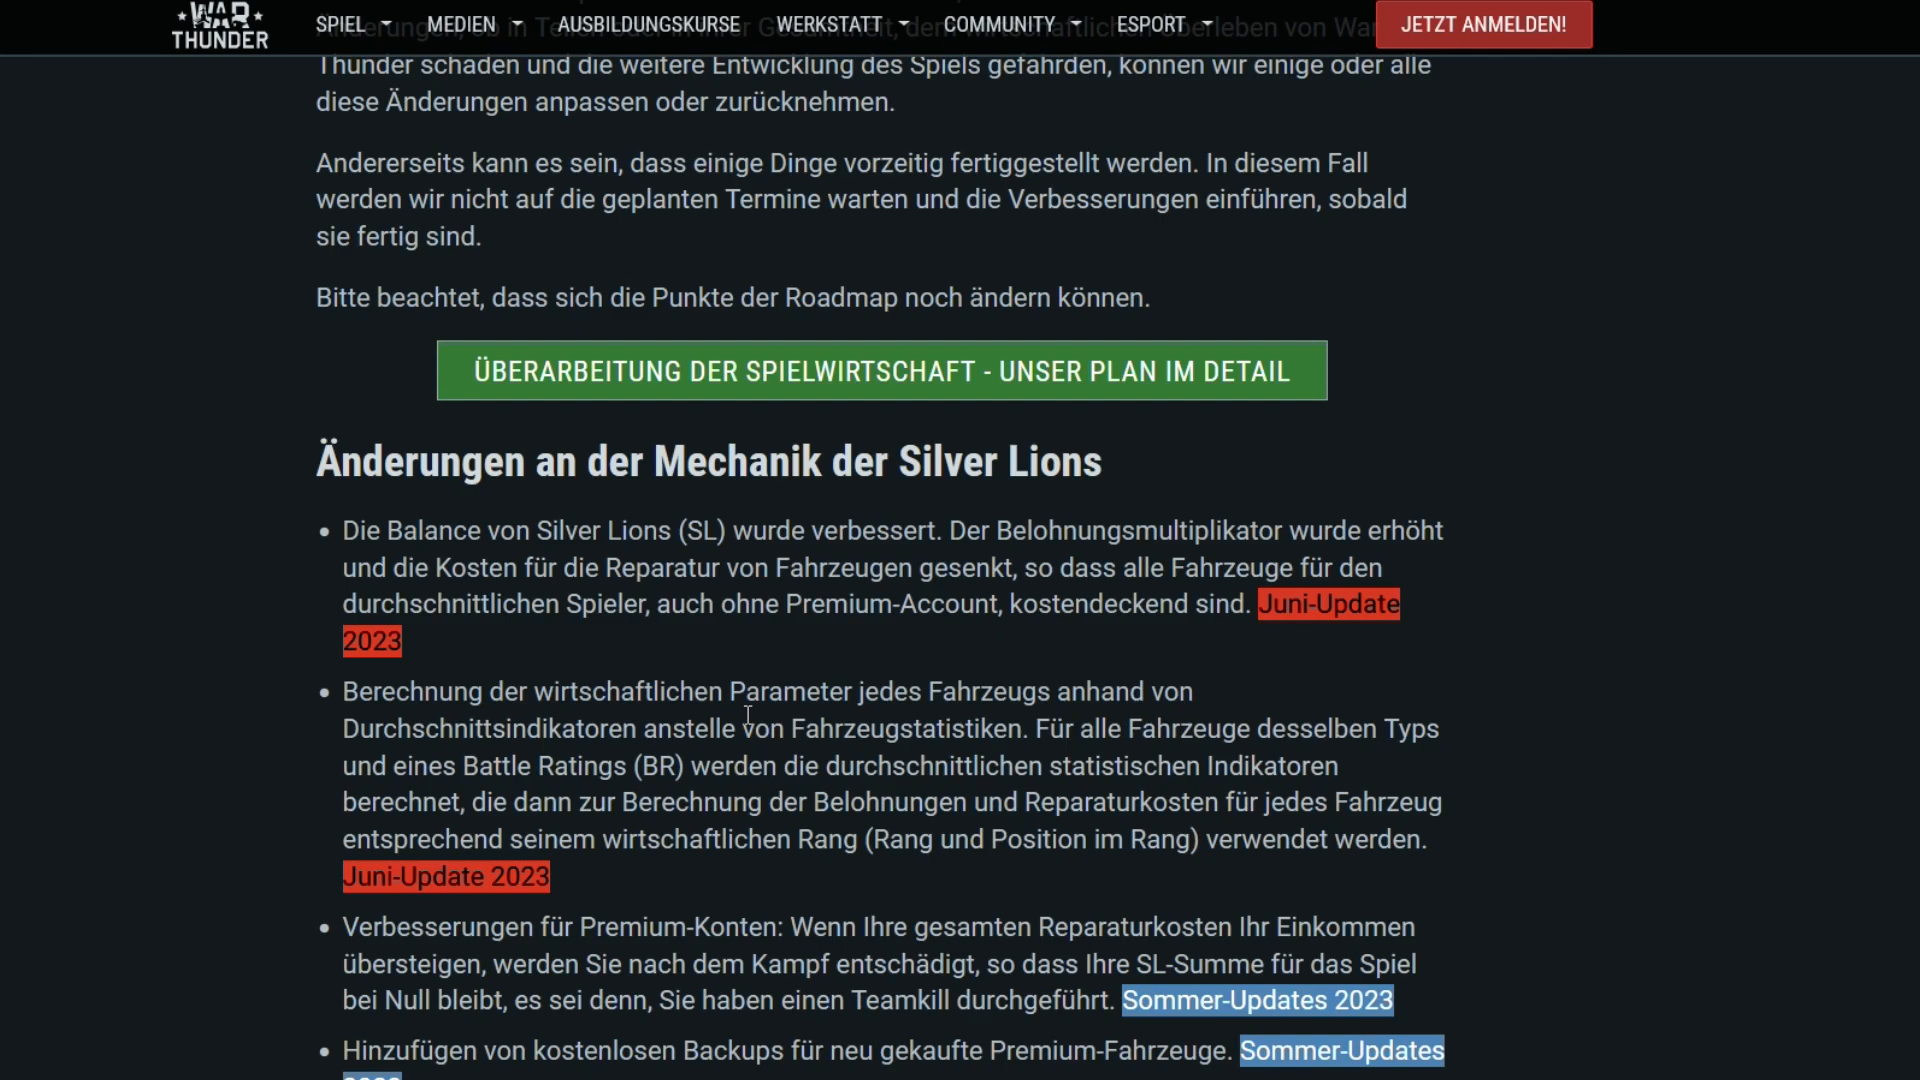 WAR
THUNDER
SPIEL
MEDIEN
AUSBILDUNGSKURSE
WERKSTATT
COMMUNITY
ESPORT
JETZT ANMELDEN!
Thunder schaden und die weitere Entwicklung des Spiels gefährden, können wir einige oder alle
diese Änderungen anpassen oder zurücknehmen.
Andererseits kann es sein, dass einige Dinge vorzeitig fertiggestellt werden. In diesem Fall
werden wir nicht auf die geplanten Termine warten und die Verbesserungen einführen, sobald
sie fertig sind.
Bitte beachtet, dass sich die Punkte der Roadmap noch ändern können.
ÜBERARBEITUNG DER SPIELWIRTSCHAFT - UNSER PLAN IM DETAIL
Änderungen an der Mechanik der Silver Lions
• Die Balance von Silver Lions (SL) wurde verbessert. Der Belohnungsmultiplikator wurde erhöht
und die Kosten für die Reparatur von Fahrzeugen gesenkt, so dass alle Fahrzeuge für den
durchschnittlichen Spieler, auch ohne Premium-Account, kostendeckend sind. Juni-Update
2023
• Berechnung der wirtschaftlichen Parameter jedes Fahrzeugs anhand von
Durchschnittsindikatoren anstelle von Fahrzeugstatistiken. Für alle Fahrzeuge desselben Typs
und eines Battle Ratings (BR) werden die durchschnittlichen statistischen Indikatoren
berechnet, die dann zur Berechnung der Belohnungen und Reparaturkosten für jedes Fahrzeug
entsprechend seinem wirtschaftlichen Rang (Rang und Position im Rang) verwendet werden.
Juni-Update 2023
• Verbesserungen für Premium-Konten: Wenn Ihre gesamten Reparaturkosten Ihr Einkommen
übersteigen, werden Sie nach dem Kampf entschädigt, so dass Ihre SL-Summe für das Spiel
bei Null bleibt, es sei denn, Sie haben einen Teamkill durchgeführt. Sommer-Updates 2023
• Hinzufügen von kostenlosen Backups für neu gekaufte Premium-Fahrzeuge. Sommer-Updates